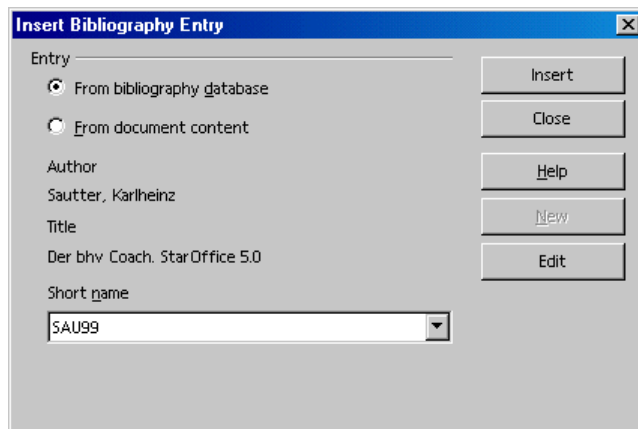 Insert Bibliography Entry
Entry
From bibliography database
From document content
Author
Sautter, Karlheinz
Title
Der bhv Coach. StarOffice 5.0
Short name
SAU99
Insert
Close
Help
New
Edit